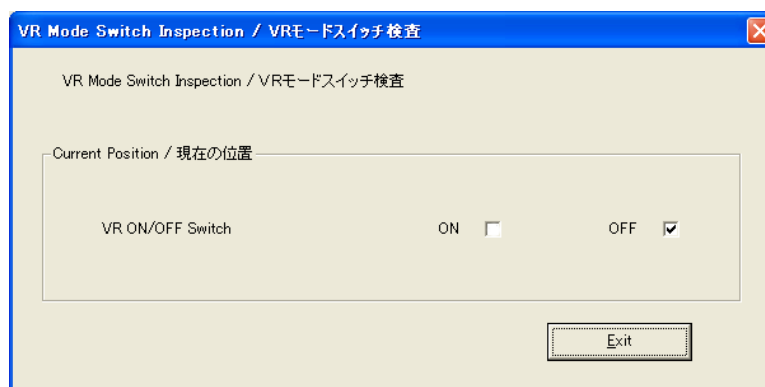 VR Mode Switch Inspection / VRモードスイッチ検査
VR Mode Switch Inspection / VRモードスイッチ検査
Current Position / 現在の位置
VR ON/OFF Switch ON OFF
Exit